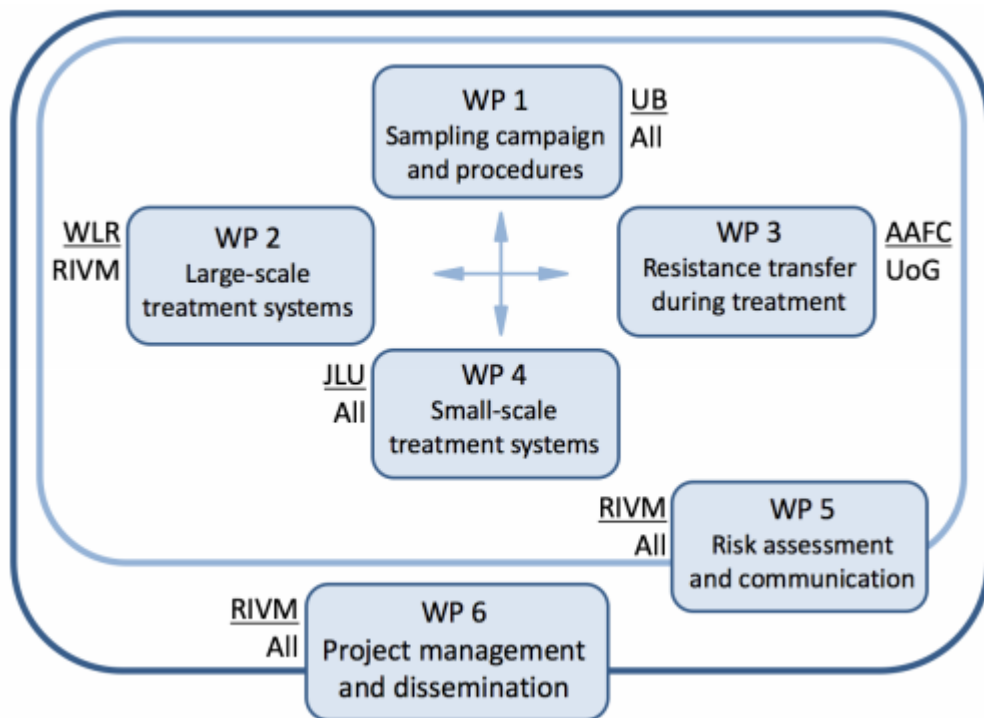 WP 1
Sampling campaign
and procedures
UB
All
WLR
RIVM
WP 2
Large-scale
treatment systems
WP 3
Resistance transfer
during treatment
AAFC
UoG
JLU
All
WP 4
Small-scale
treatment systems
RIVM
All
WP 5
Risk assessment
and communication
RIVM
All
WP 6
Project management
and dissemination